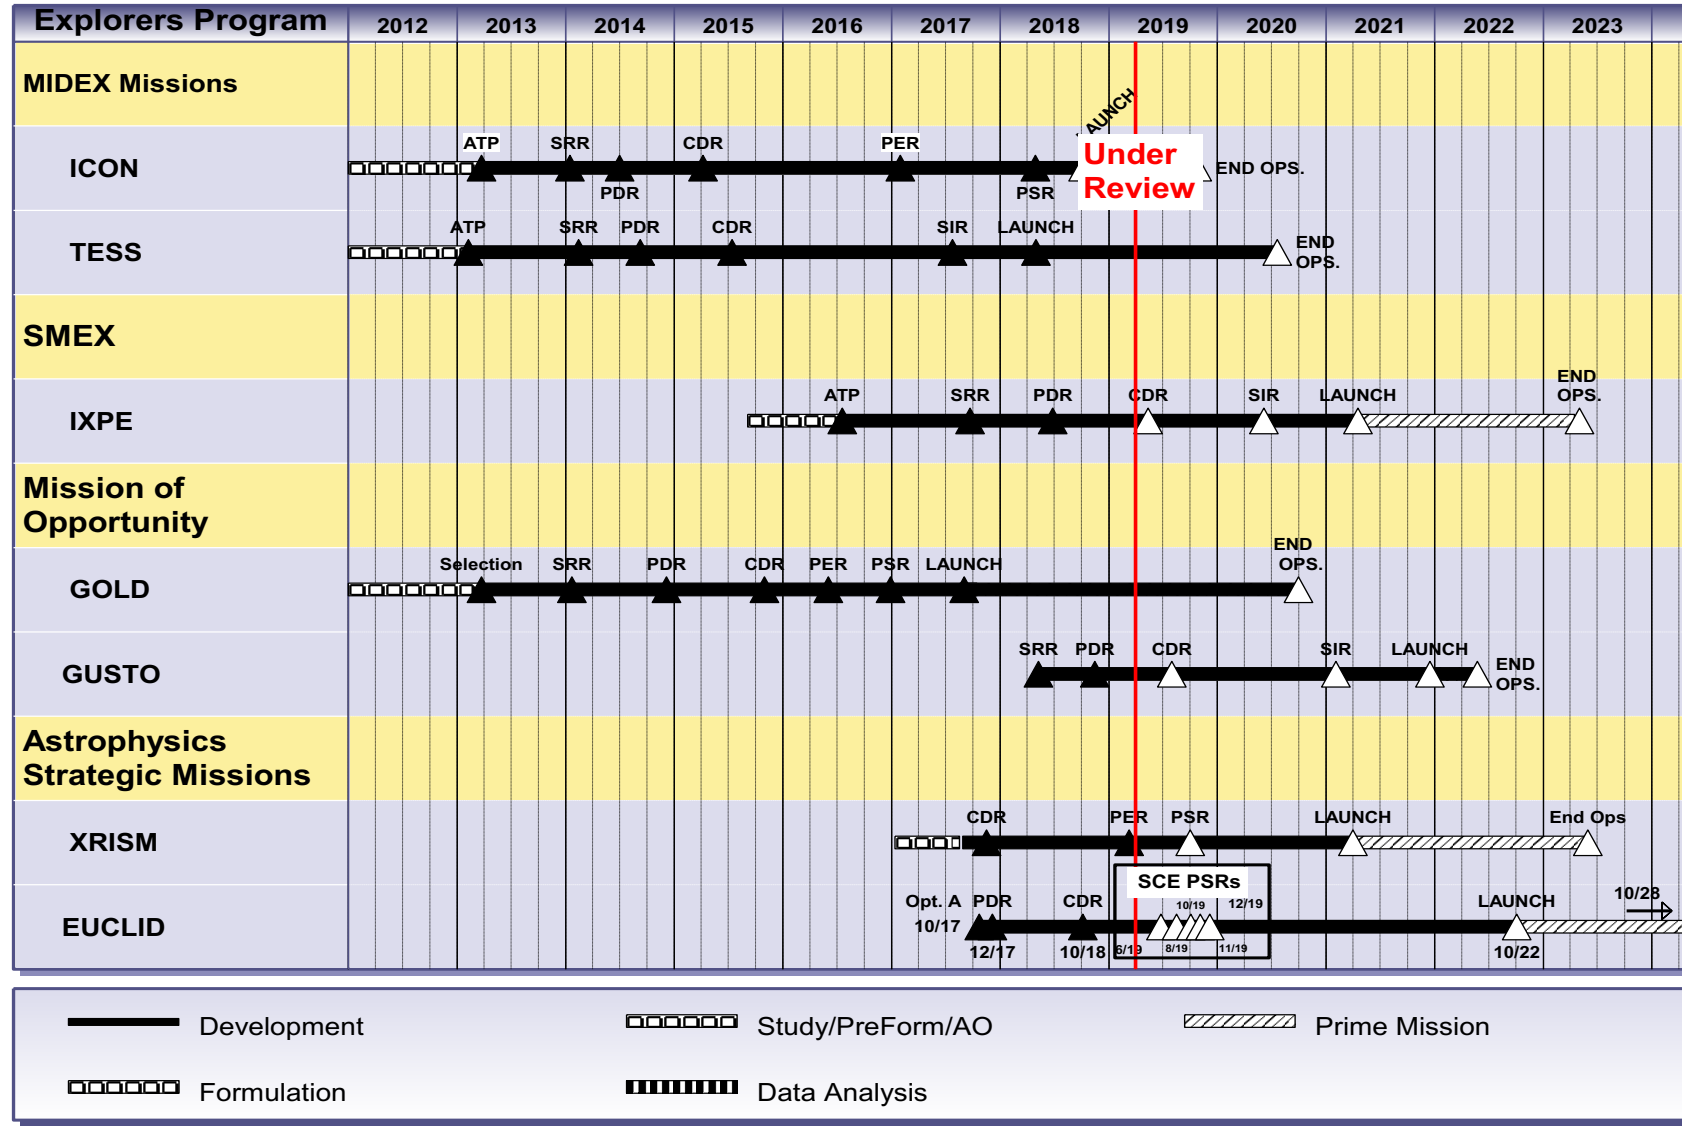 Explorers Program 2012 2013 2014 2015 2016 2017 2018 2019 2020 2021 2022 2023
MIDEX Missions
AUNCH
ATP SRR CDR PER
ICON
Under
Review
END OPS.
PDR PSR
ATP SRR PDR CDR SIR LAUNCH
TESS
END
OPS.
SMEX
END
OPS.
ATP SRR PDR CDR SIR LAUNCH
IXPE
Mission of
Opportunity
END
OPS.
Selection SRR PDR CDR PER PSR LAUNCH
GOLD
SRR PDR CDR SIR LAUNCH
GUSTO
END
OPS.
Astrophysics
Strategic Missions
CDR PER PSR LAUNCH End Ops
XRISM
SCE PSRs
10/28
Opt. A PDR CDR 10/19 12/19 LAUNCH
EUCLID
10/17
12/17 10/18 6/19 8/19 11/19 10/22
Development Study/PreForm/AO Prime Mission
Formulation Data Analysis